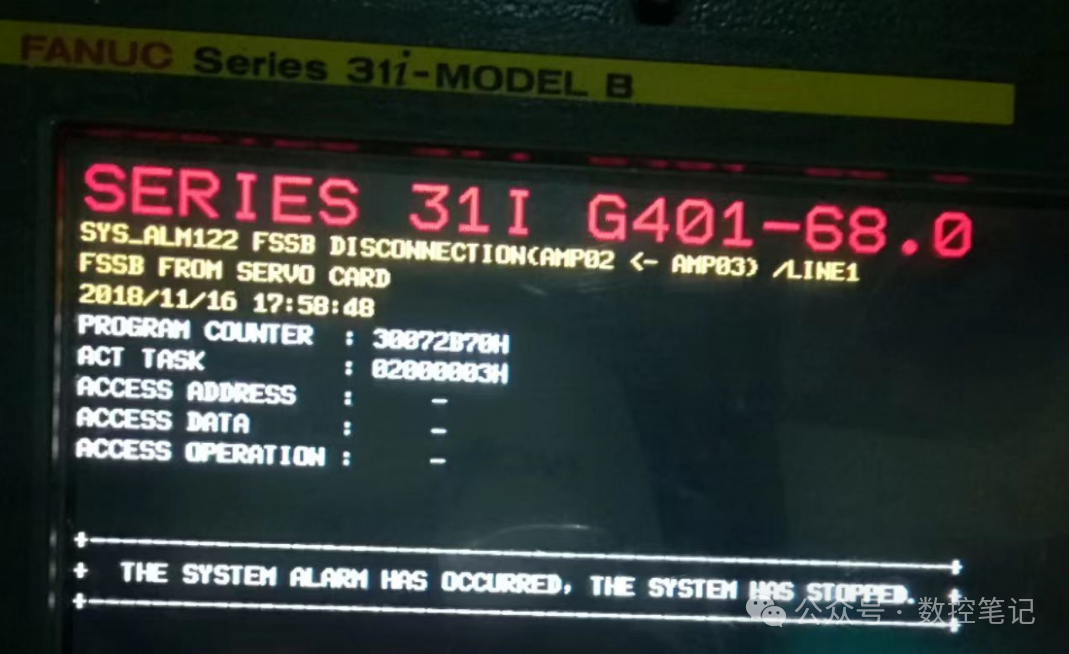 FANUC Series 31i-MODEL B
SERIES 31I G401-68.0
SYS_ALM122 FSSB DISCONNECTION(AMP02 <- AMP03) /LINE1
FSSB FROM SERVO CARD
2018/11/16 17:58:48
PROGRAM COUNTER : 30072B70H
ACT TASK : 02000003H
ACCESS ADDRESS : -
ACCESS DATA : -
ACCESS OPERATION : -
THE SYSTEM ALARM HAS OCCURRED, THE SYSTEM HAS STOPPED.
公众号·数控笔记